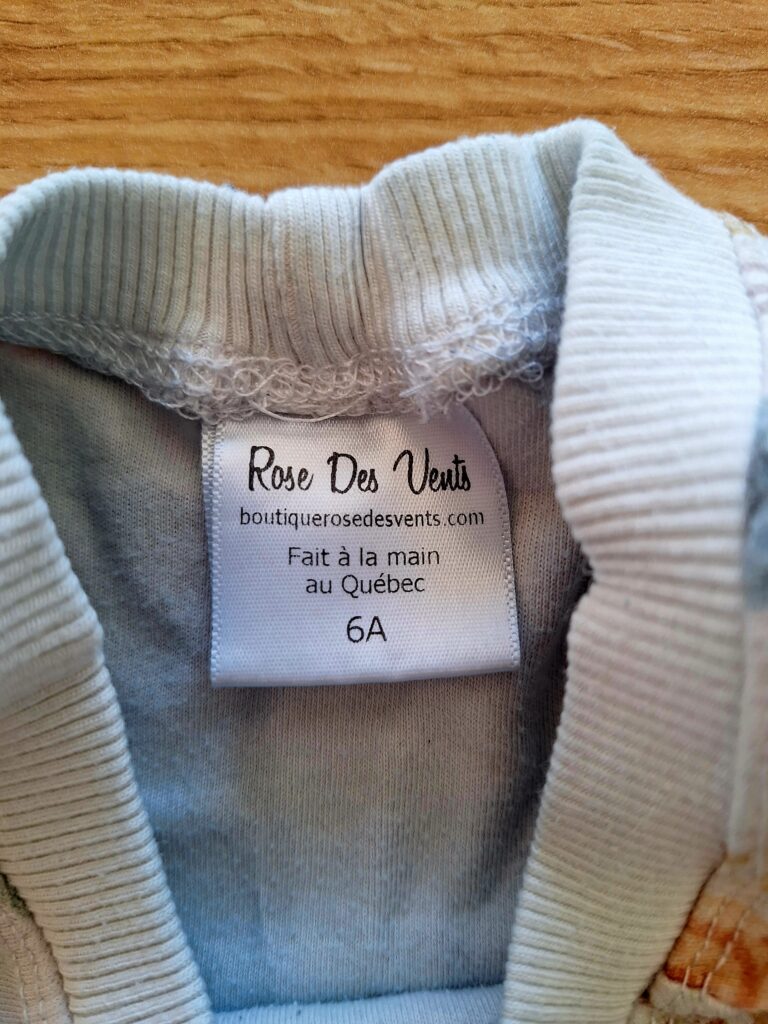 Rose Des Vents
boutiquerosedesvents.com
Fait à la main
au Québec
6A